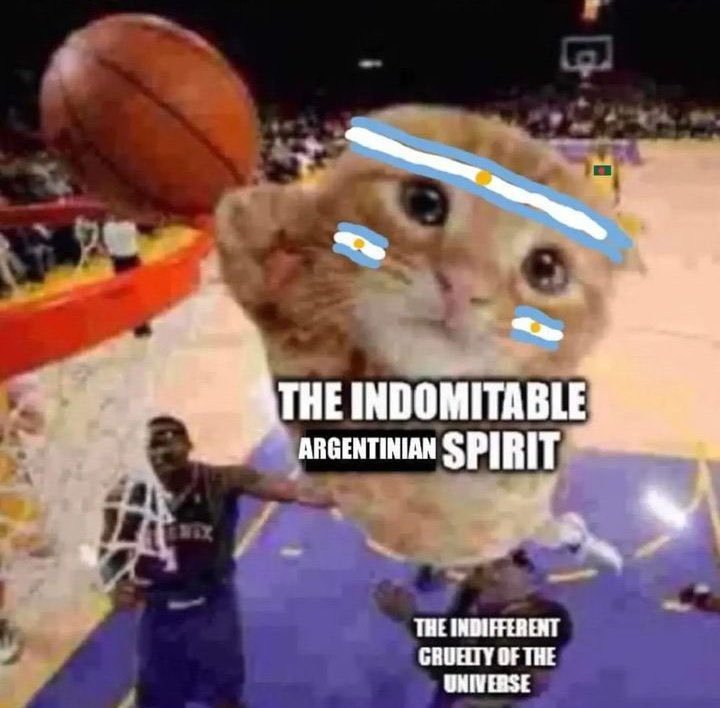 THE INDOMITABLE
ARGENTINIAN SPIRIT
THE INDIFFERENT
CRUELTY OF THE
UNIVERSE